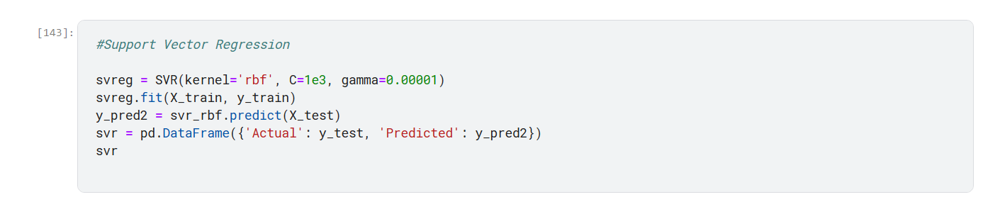 [143]:
#Support Vector Regression
svreg = SVR(kernel='rbf', C=1e3, gamma=0.00001)
svreg.fit(X_train, y_train)
y_pred2 = svr_rbf.predict(X_test)
svr = pd.DataFrame({'Actual': y_test, 'Predicted': y_pred2})
svr